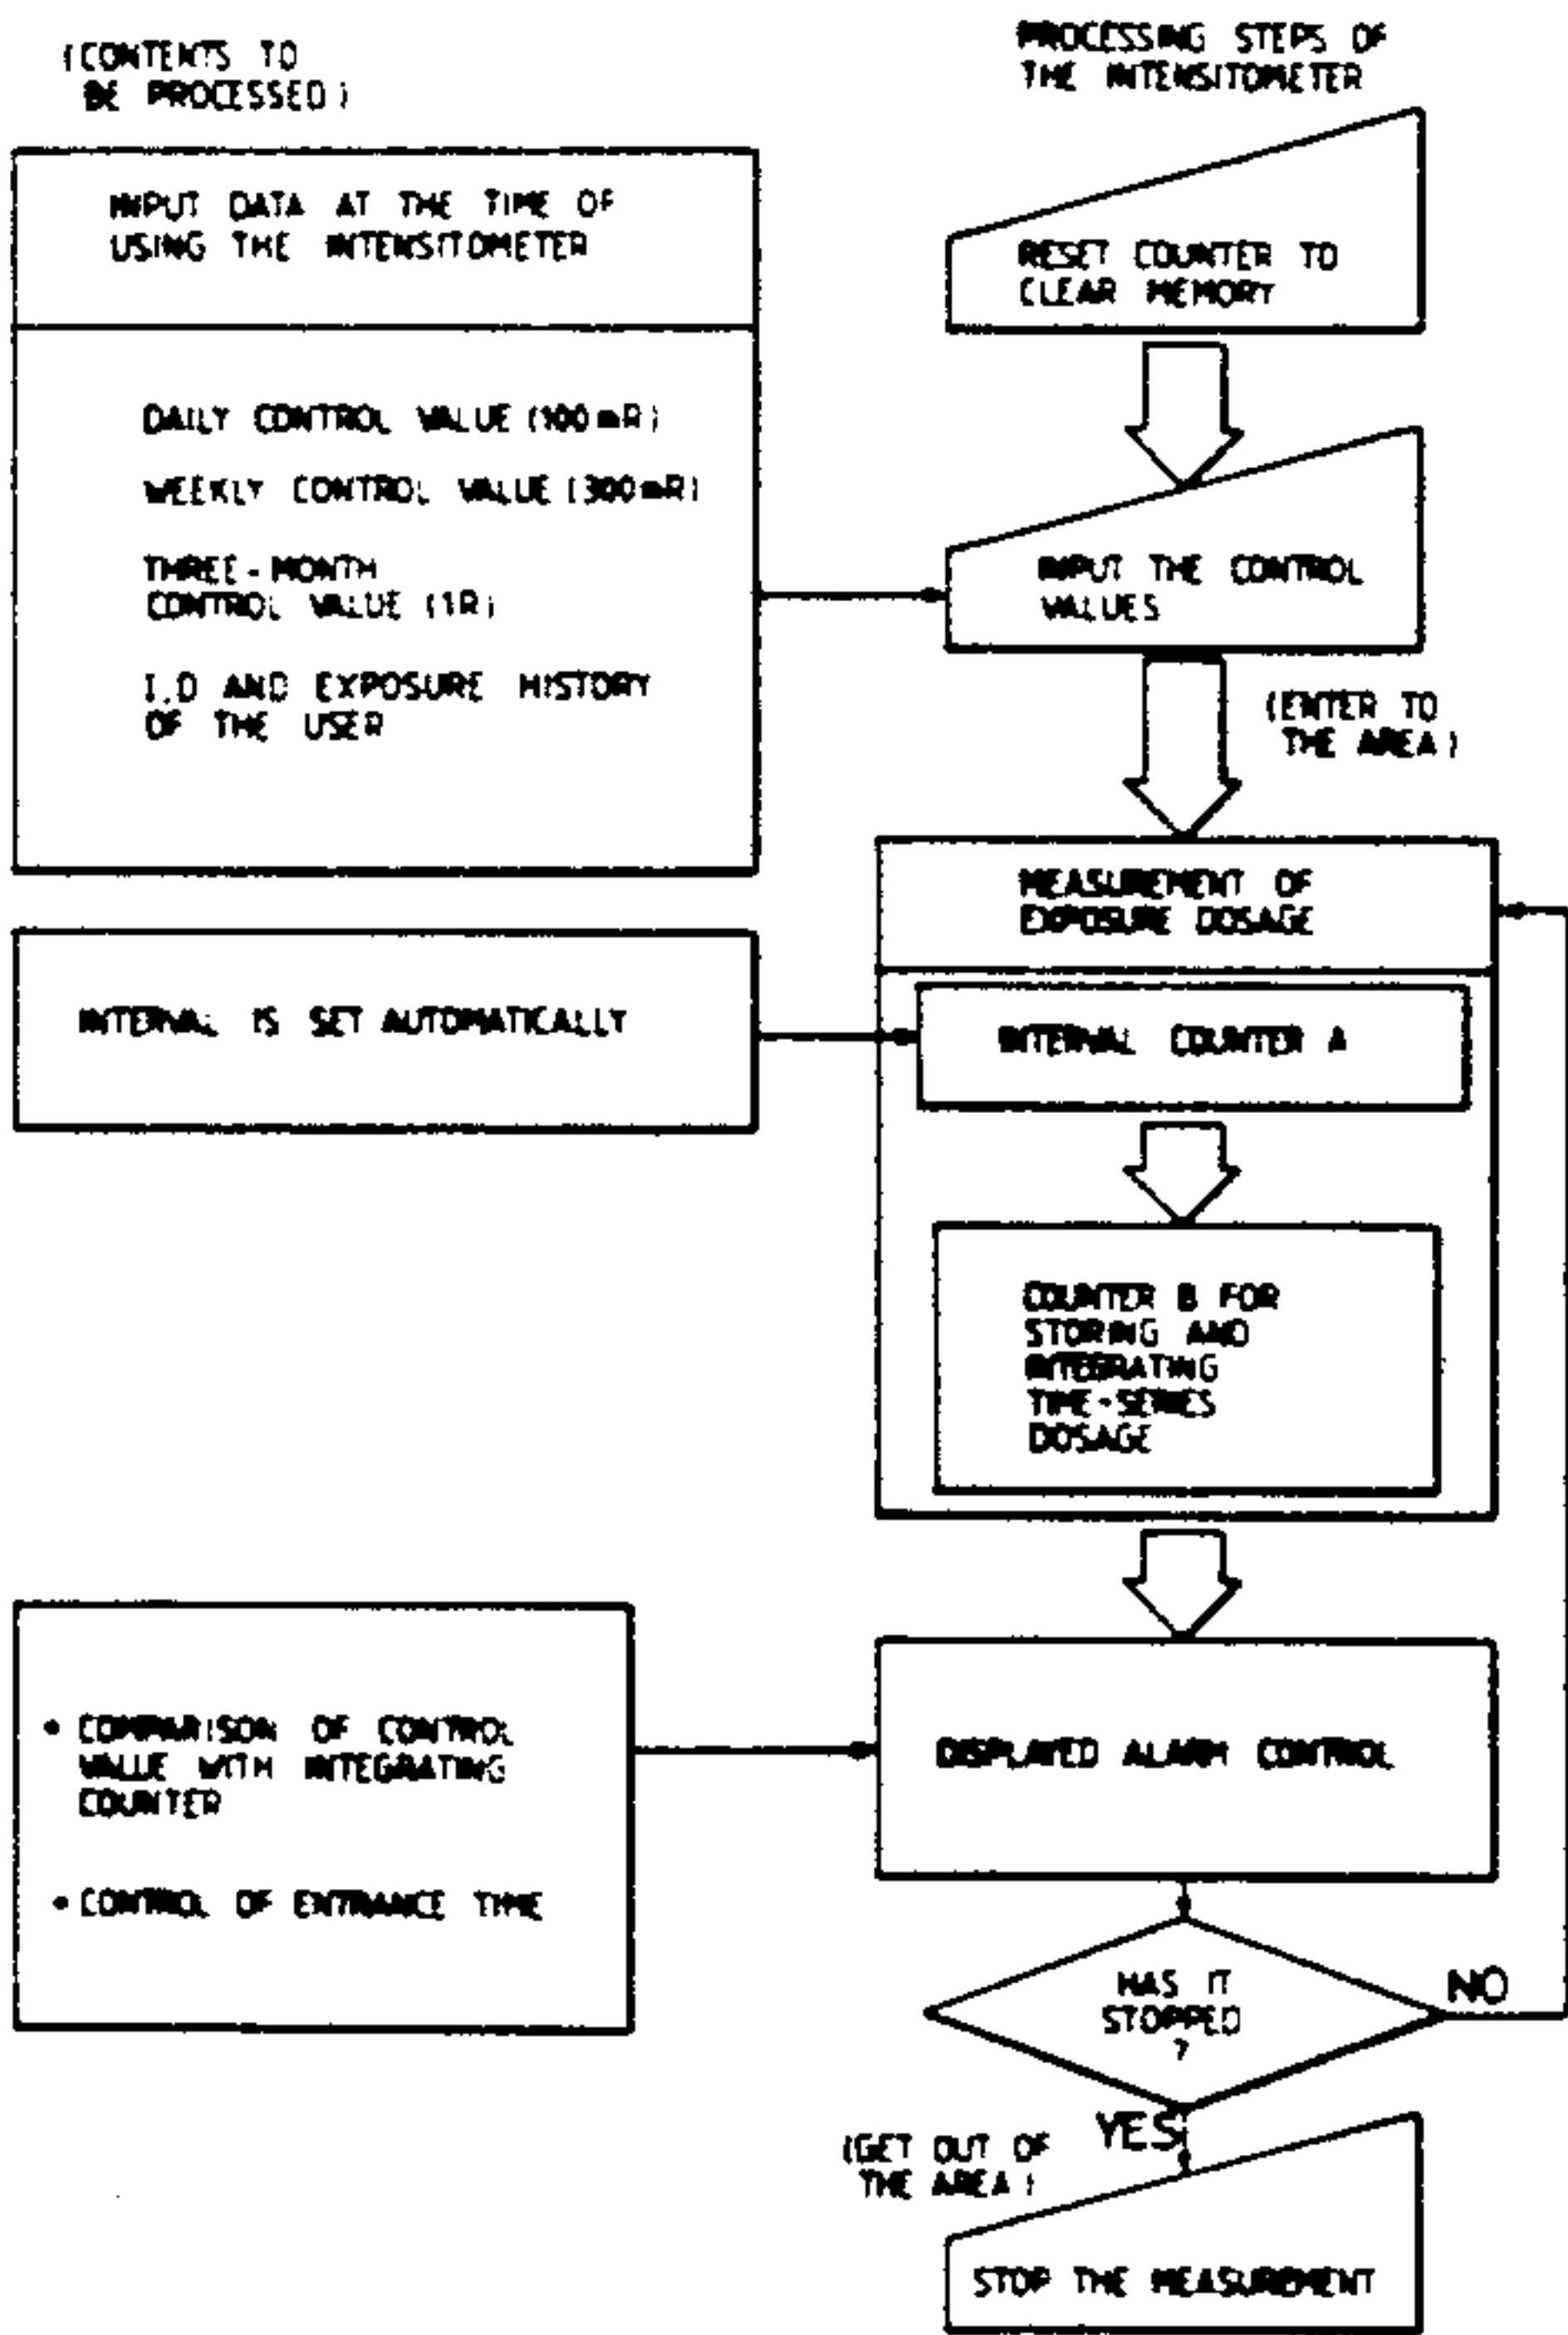 (CONTENTS TO
BE PROCESSED)
INPUT DATA AT THE TIME OF
USING THE INTENSITOMETER
DAILY CONTROL VALUE (100mR)
WEEKLY CONTROL VALUE (300mR)
THREE-MONTH
CONTROL VALUE (1R)
I.D AND EXPOSURE HISTORY
OF THE USER
INTERVAL IS SET AUTOMATICALLY
• COMPARISON OF CONTROL
VALUE WITH INTEGRATING
COUNTER
• CONTROL OF ENTRANCE TIME
PROCESSING STEPS OF
THE INTENSITOMETER
RESET COUNTER TO
CLEAR MEMORY
INPUT THE CONTROL
VALUES
(ENTER TO
THE AREA)
MEASUREMENT OF
EXPOSURE DOSAGE
INTERVAL COUNTER A
COUNTER B FOR
STORING AND
INTEGRATING
TIME-SERIES
DOSAGE
DISPLAYED ALARM CONTROL
HAS IT
STOPPED
?
NO
YES
(GET OUT OF
THE AREA)
STOP THE MEASUREMENT